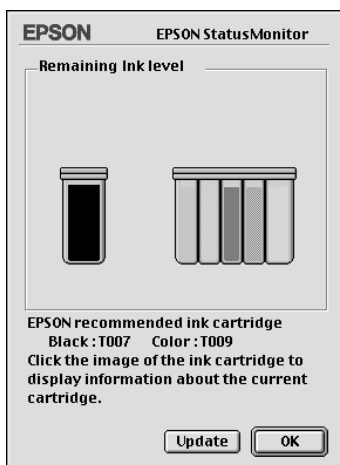 EPSON EPSON StatusMonitor
Remaining Ink level
EPSON recommended ink cartridge
Black : T007 Color : T009
Click the image of the ink cartridge to
display information about the current
cartridge.
Update OK